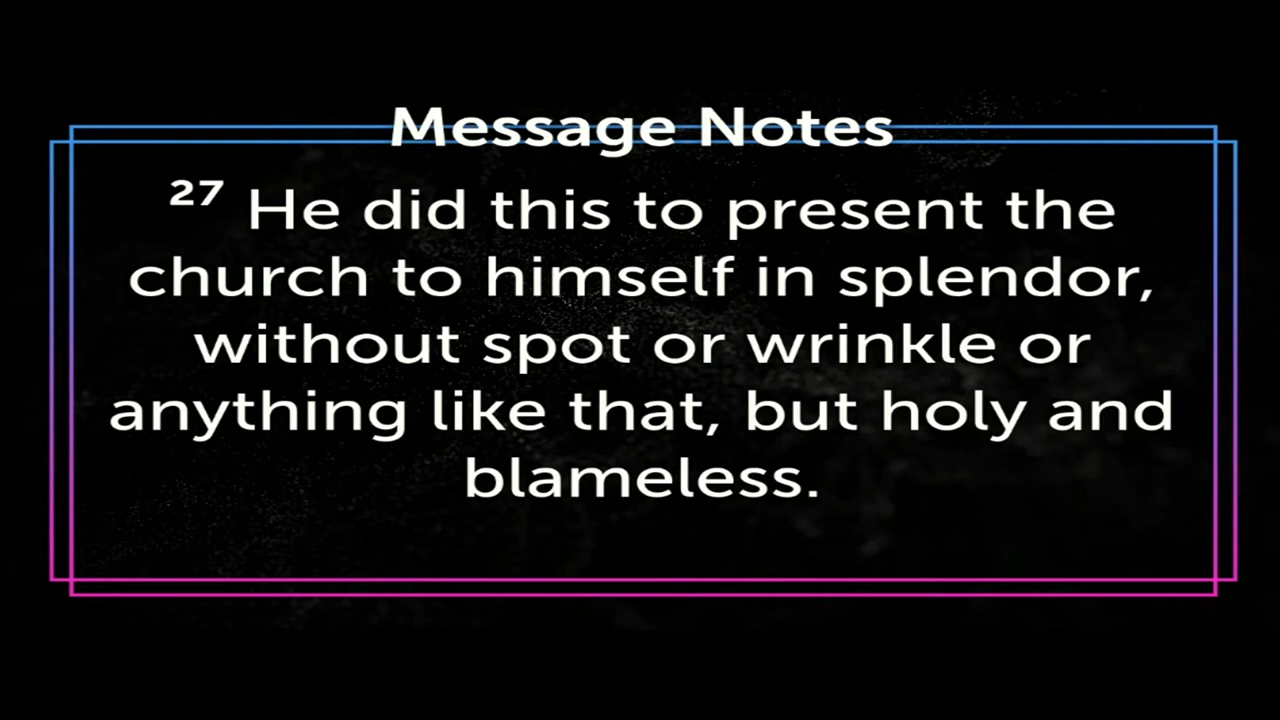 Message Notes
²⁷ He did this to present the
church to himself in splendor,
without spot or wrinkle or
anything like that, but holy and
blameless.